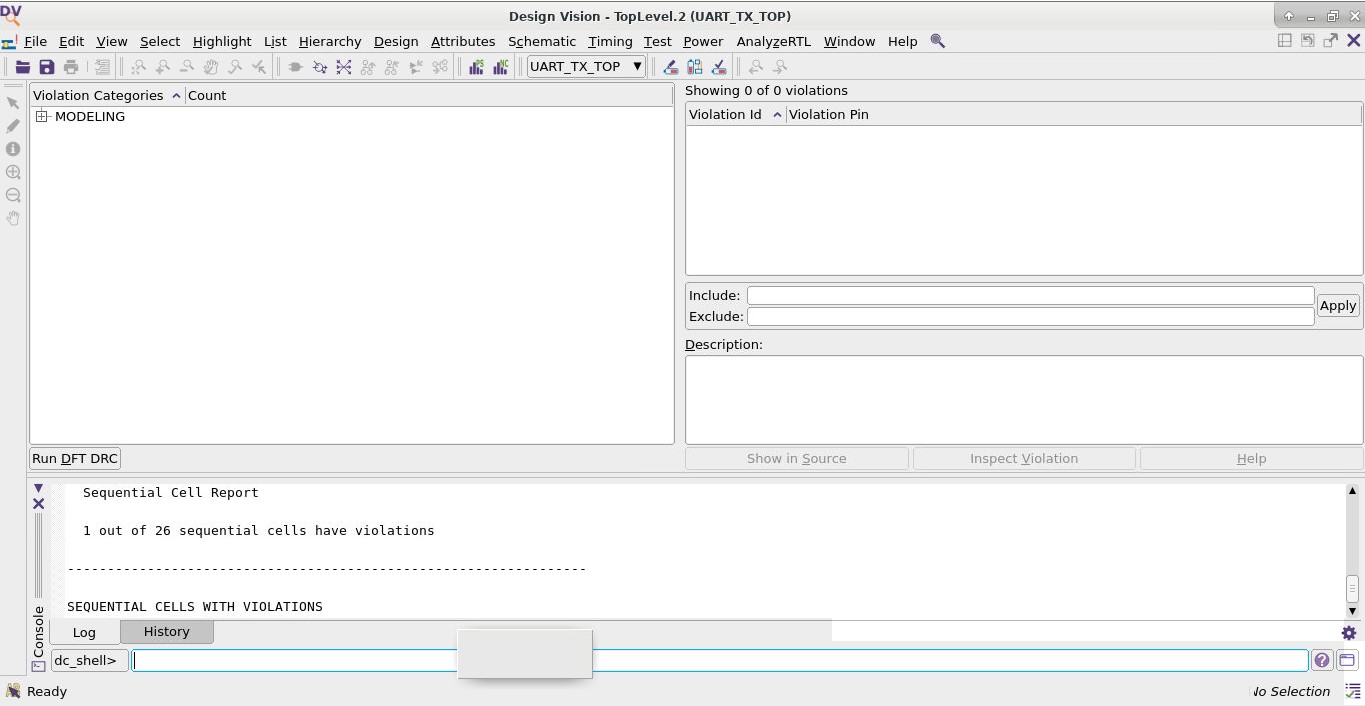 DV
Design Vision - TopLevel.2 (UART_TX_TOP)
File Edit View Select Highlight List Hierarchy Design Attributes Schematic Timing Test Power AnalyzeRTL Window Help
UART_TX_TOP
Violation Categories Count
MODELING
Run DFT DRC
Showing 0 of 0 violations
Violation Id Violation Pin
Include:
Exclude:
Apply
Description:
Show in Source Inspect Violation Help
Sequential Cell Report
1 out of 26 sequential cells have violations
-----------------------------------------------------------------
SEQUENTIAL CELLS WITH VIOLATIONS
Console
Log History
dc_shell>
Ready
No Selection